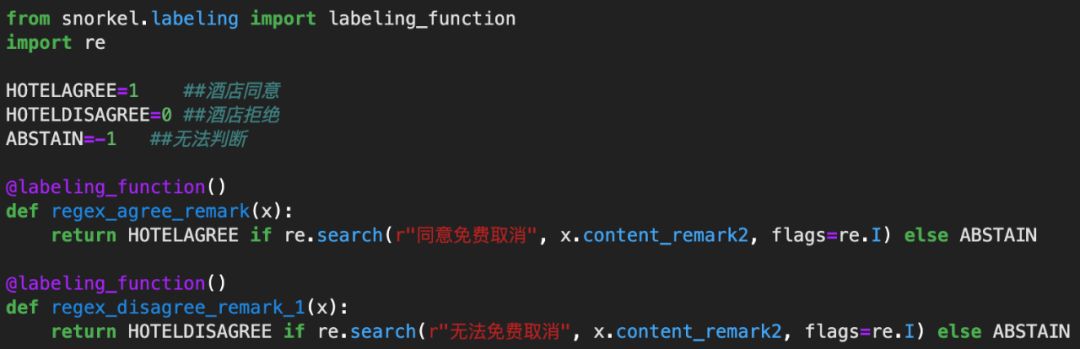 from snorkel.labeling import labeling_function
import re
HOTELAGREE=1    ##酒店同意
HOTELDISAGREE=0 ##酒店拒绝
ABSTAIN=-1   ##无法判断
@labeling_function()
def regex_agree_remark(x):
    return HOTELAGREE if re.search(r"同意免费取消", x.content_remark2, flags=re.I) else ABSTAIN
@labeling_function()
def regex_disagree_remark_1(x):
    return HOTELDISAGREE if re.search(r"无法免费取消", x.content_remark2, flags=re.I) else ABSTAIN